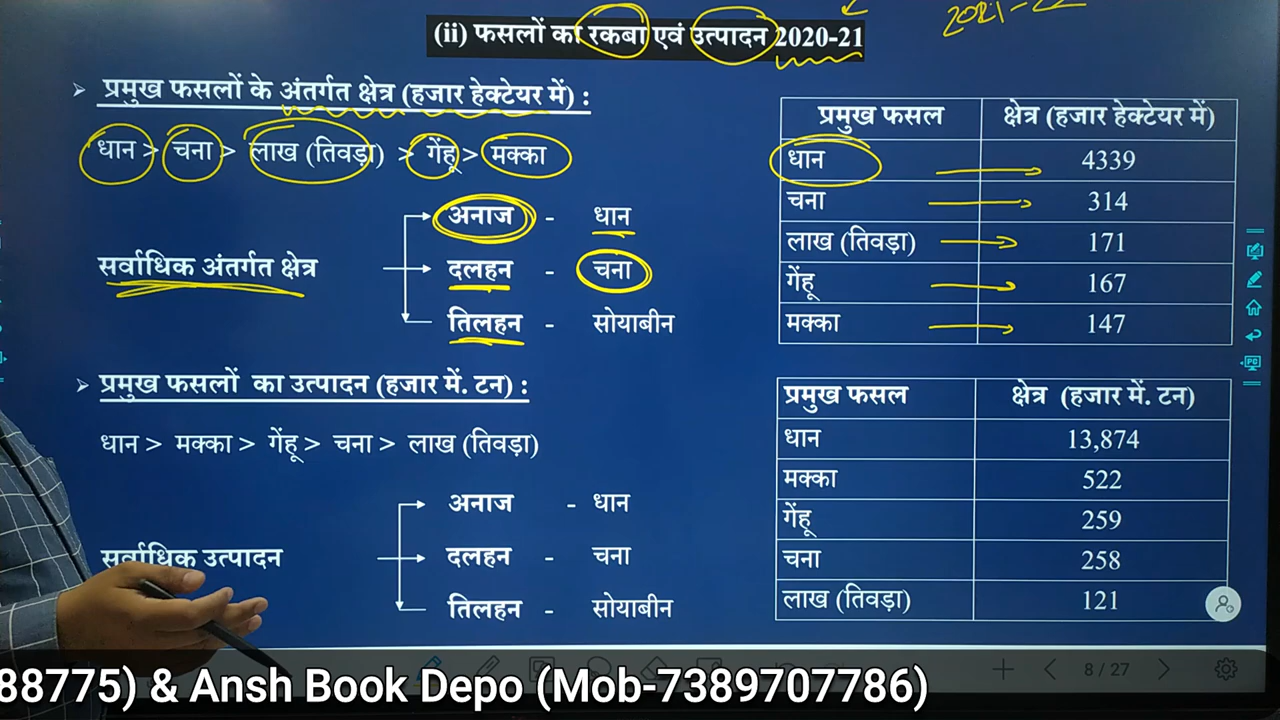 2021-22
(ii) फसलों का रकबा एवं उत्पादन 2020-21
➢ प्रमुख फसलों के अंतर्गत क्षेत्र (हजार हेक्टेयर में) :
धान > चना > लाख (तिवड़ा) > गेंहू > मक्का
सर्वाधिक अंतर्गत क्षेत्र
अनाज - धान
दलहन - चना
तिलहन - सोयाबीन
प्रमुख फसल क्षेत्र (हजार हेक्टेयर में)
धान 4339
चना 314
लाख (तिवड़ा) 171
गेंहू 167
मक्का 147
➢ प्रमुख फसलों का उत्पादन (हजार में. टन) :
धान > मक्का > गेंहू > चना > लाख (तिवड़ा)
सर्वाधिक उत्पादन
अनाज - धान
दलहन - चना
तिलहन - सोयाबीन
प्रमुख फसल क्षेत्र (हजार में. टन)
धान 13,874
मक्का 522
गेंहू 259
चना 258
लाख (तिवड़ा) 121
PC
8 / 27
88775) & Ansh Book Depo (Mob-7389707786)